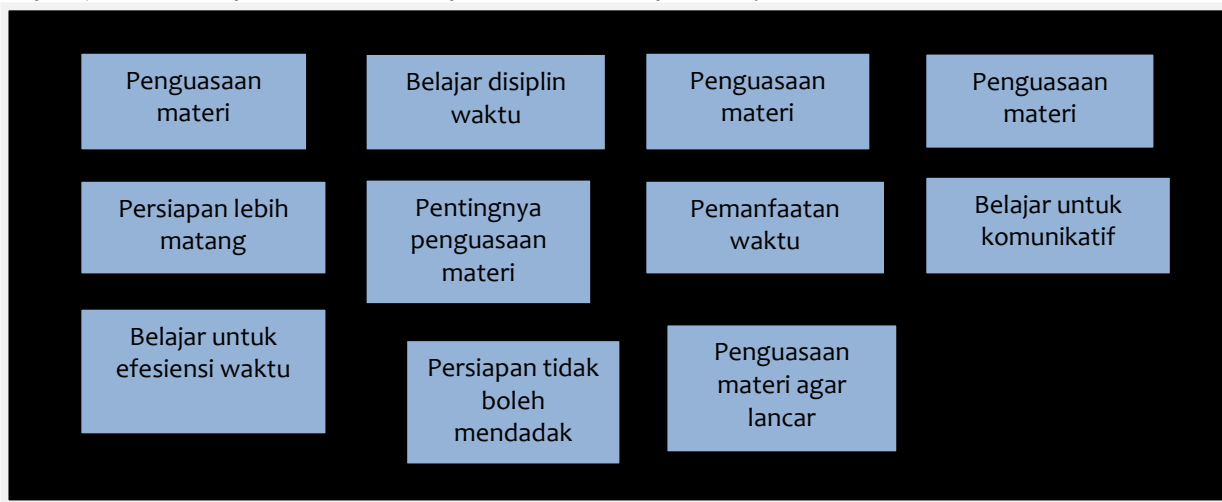 Penguasaan
materi
Belajar disiplin
waktu
Penguasaan
materi
Penguasaan
materi
Persiapan lebih
matang
Pentingnya
penguasaan
materi
Pemanfaatan
waktu
Belajar untuk
komunikatif
Belajar untuk
efesiensi waktu
Persiapan tidak
boleh
mendadak
Penguasaan
materi agar
lancar